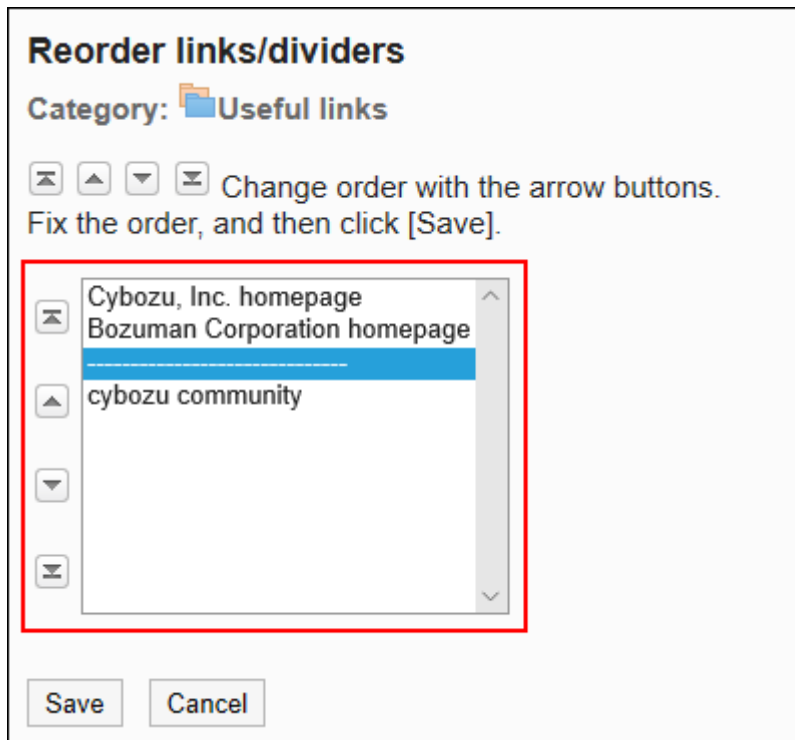 Reorder links/dividers
Category: Useful links
Change order with the arrow buttons.
Fix the order, and then click [Save].
Cybozu, Inc. homepage
Bozuman Corporation homepage
------------------------------
cybozu community
Save Cancel